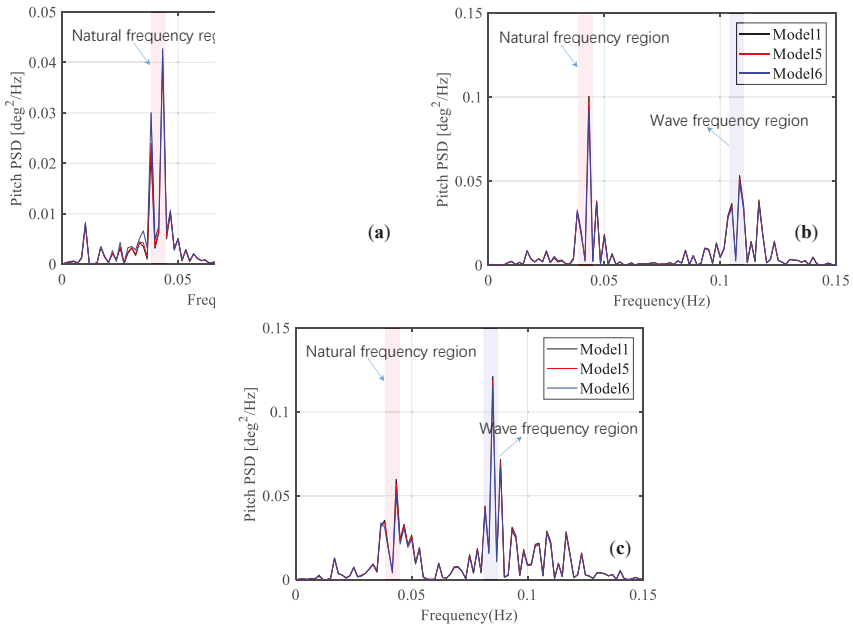 0.05
0.04
0.03
0.02
0.01
0
Pitch PSD [deg²/Hz]
Natural frequency reg
0
0.05
Frequ
(a)
0.15
0.1
0.05
0
Pitch PSD [deg²/Hz]
Natural frequency region
Wave frequency region
Model1
Model5
Model6
(b)
0
0.05
0.1
0.15
Frequency(Hz)
0.15
0.1
0.05
0
Pitch PSD [deg²/Hz]
Natural frequency region
Wave frequency region
Model1
Model5
Model6
(c)
0
0.05
0.1
0.15
Frequency(Hz)